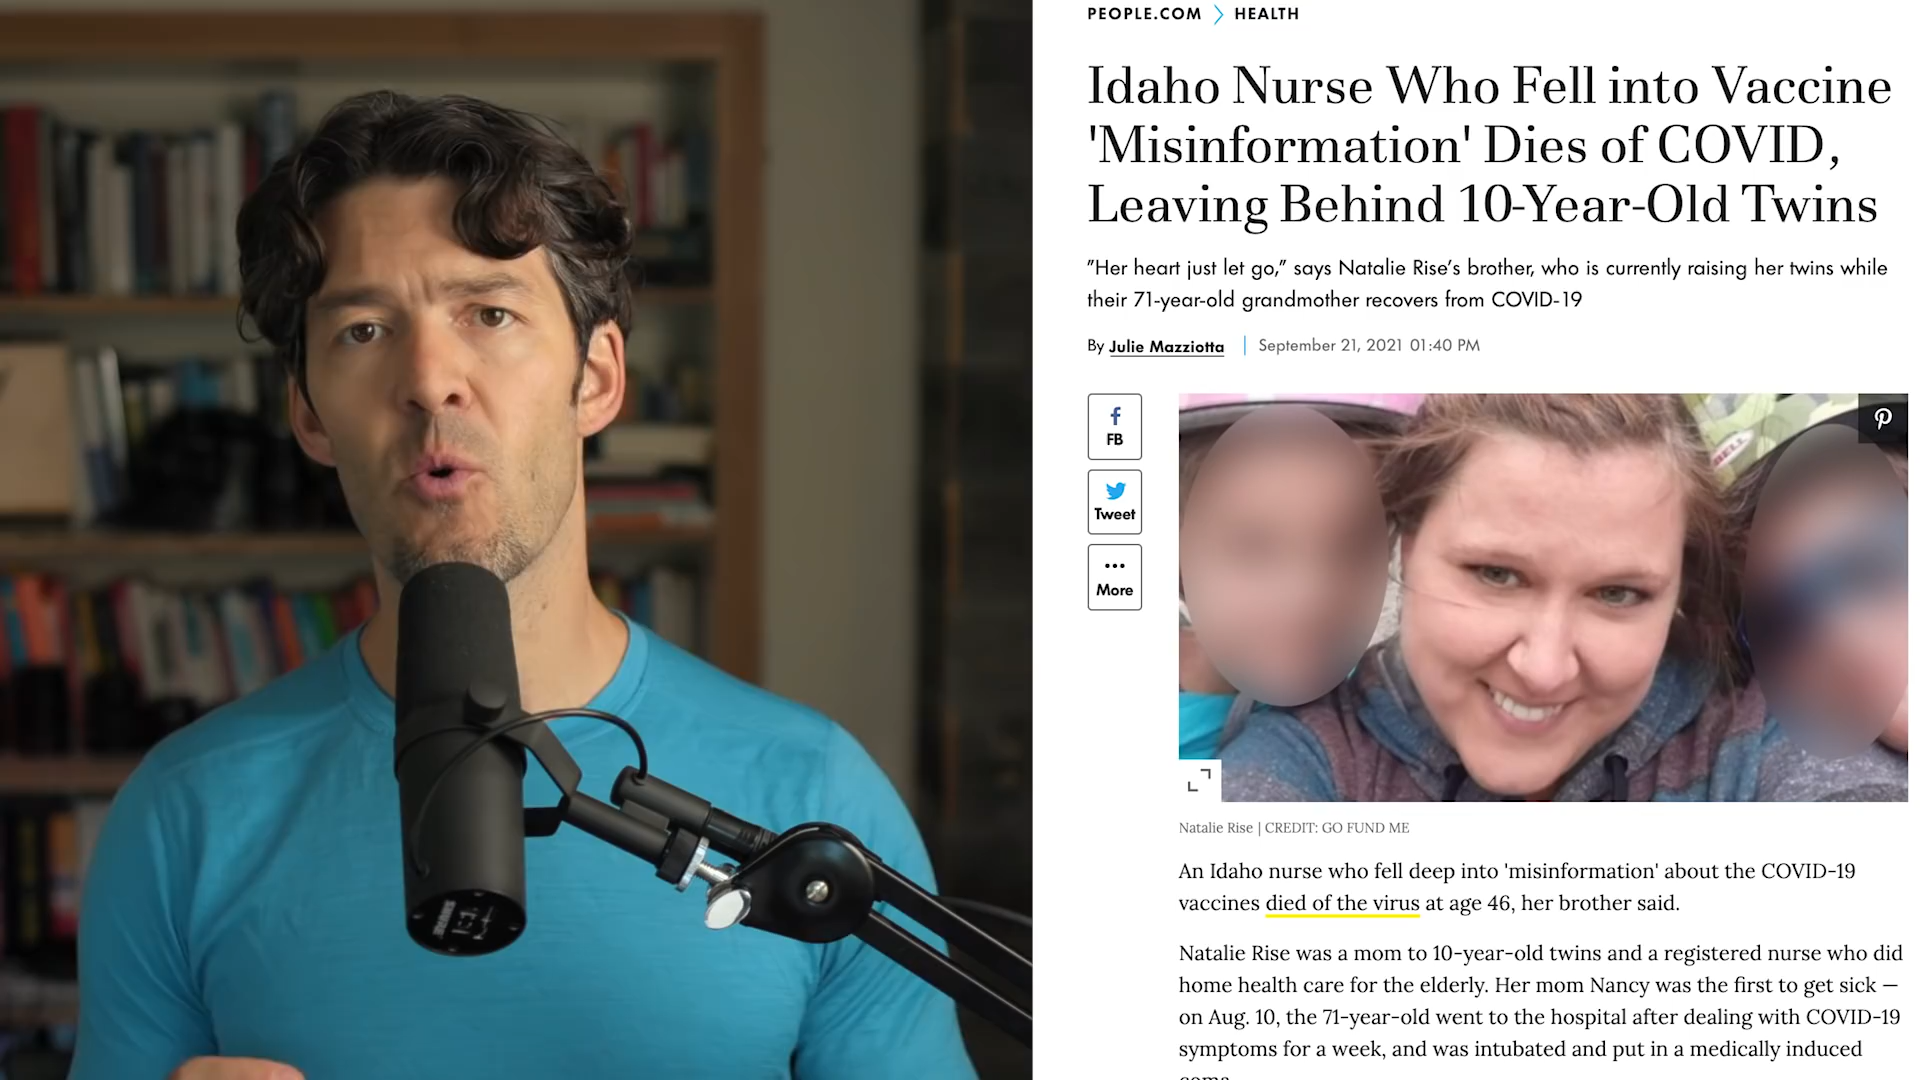 PEOPLE.COM > HEALTH
Idaho Nurse Who Fell into Vaccine
'Misinformation' Dies of COVID,
Leaving Behind 10-Year-Old Twins
"Her heart just let go," says Natalie Rise's brother, who is currently raising her twins while
their 71-year-old grandmother recovers from COVID-19
By Julie Mazziotta | September 21, 2021 01:40 PM
FB
Tweet
More
BELL
Natalie Rise | CREDIT: GO FUND ME
An Idaho nurse who fell deep into 'misinformation' about the COVID-19
vaccines died of the virus at age 46, her brother said.
Natalie Rise was a mom to 10-year-old twins and a registered nurse who did
home health care for the elderly. Her mom Nancy was the first to get sick —
on Aug. 10, the 71-year-old went to the hospital after dealing with COVID-19
symptoms for a week, and was intubated and put in a medically induced
coma.